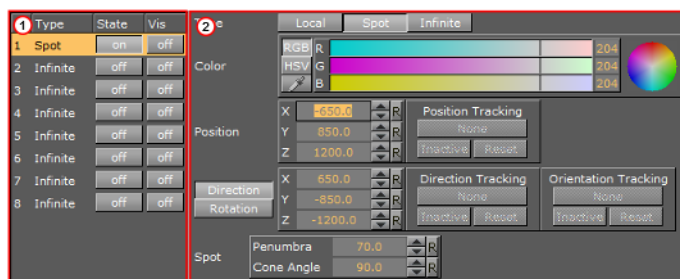 1 Type State Vis
1 Spot on off
2 Infinite off off
3 Infinite off off
4 Infinite off off
5 Infinite off off
6 Infinite off off
7 Infinite off off
8 Infinite off off
2 Local Spot Infinite
Color
RGB R 204
HSV G 204
B 204
Position
X -650.0 R
Y 850.0 R
Z 1200.0 R
Position Tracking
None
Inactive Reset
Direction
Rotation
X 650.0 R
Y -850.0 R
Z -1200.0 R
Direction Tracking
None
Inactive Reset
Orientation Tracking
None
Inactive Reset
Spot
Penumbra 70.0 R
Cone Angle 90.0 R